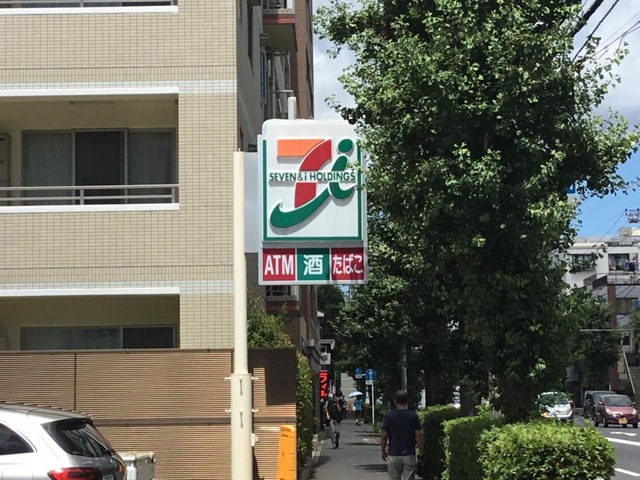 SEVEN&i HOLDINGS
ATM 酒 たばこ